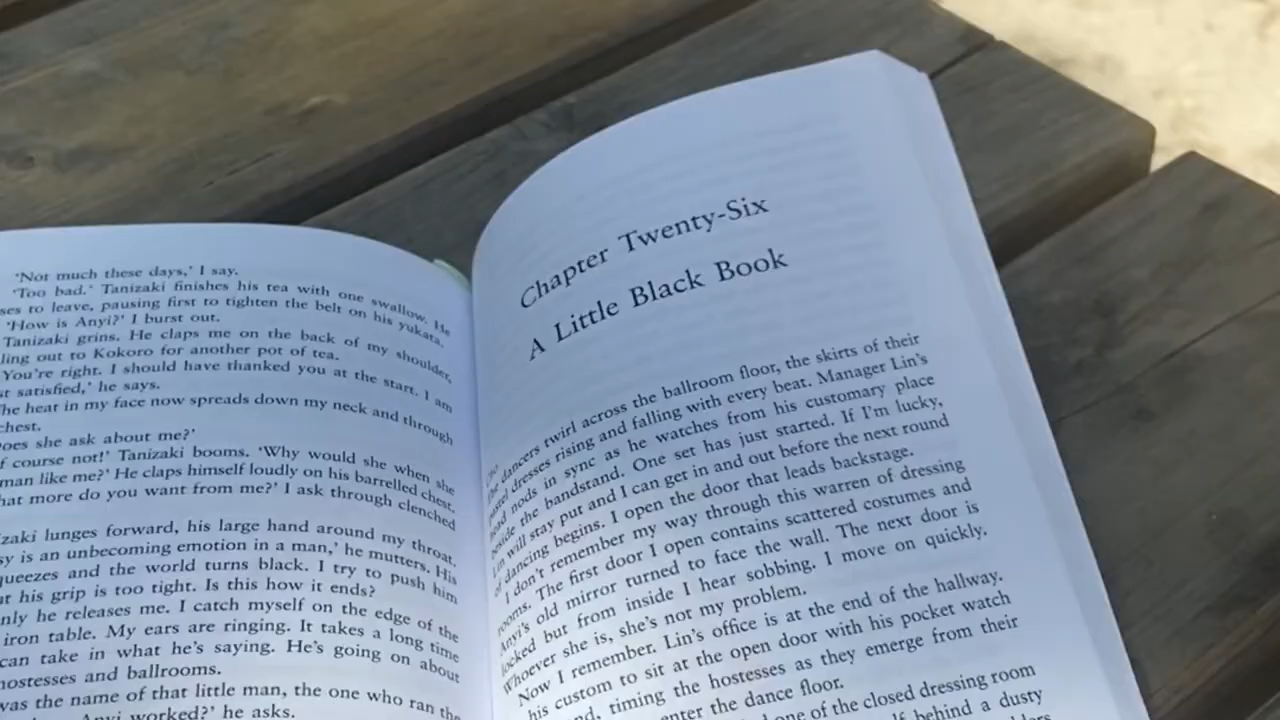 'Not much these days,' I say.
'Too bad.' Tanizaki finishes his tea with one swallow. He
ses to leave, pausing first to tighten the belt on his yukata.
'How is Anyi?' I burst out.
Tanizaki grins. He claps me on the back of my shoulder,
ling out to Kokoro for another pot of tea.
You're right. I should have thanked you at the start. I am
st satisfied,' he says.
The heat in my face now spreads down my neck and through
chest.
oes she ask about me?'
f course not!' Tanizaki booms. 'Why would she when she
man like me?' He claps himself loudly on his barrelled chest.
hat more do you want from me?' I ask through clenched
zaki lunges forward, his large hand around my throat.
sy is an unbecoming emotion in a man,' he mutters. His
queezes and the world turns black. I try to push him
ut his grip is too tight. Is this how it ends?
nly he releases me. I catch myself on the edge of the
iron table. My ears are ringing. It takes a long time
can take in what he's saying. He's going on about
hostesses and ballrooms.
was the name of that little man, the one who ran the
Anyi worked?' he asks.
Chapter Twenty-Six
A Little Black Book
The dancers twirl across the ballroom floor, the skirts of their
pastel dresses rising and falling with every beat. Manager Lin's
head nods in sync as he watches from his customary place
beside the bandstand. One set has just started. If I'm lucky,
Lin will stay put and I can get in and out before the next round
of dancing begins. I open the door that leads backstage.
I don't remember my way through this warren of dressing
rooms. The first door I open contains scattered costumes and
Anyi's old mirror turned to face the wall. The next door is
locked but from inside I hear sobbing. I move on quickly.
Whoever she is, she's not my problem.
Now I remember. Lin's office is at the end of the hallway.
his custom to sit at the open door with his pocket watch
nd, timing the hostesses as they emerge from their
enter the dance floor.
one of the closed dressing room
lf behind a dusty